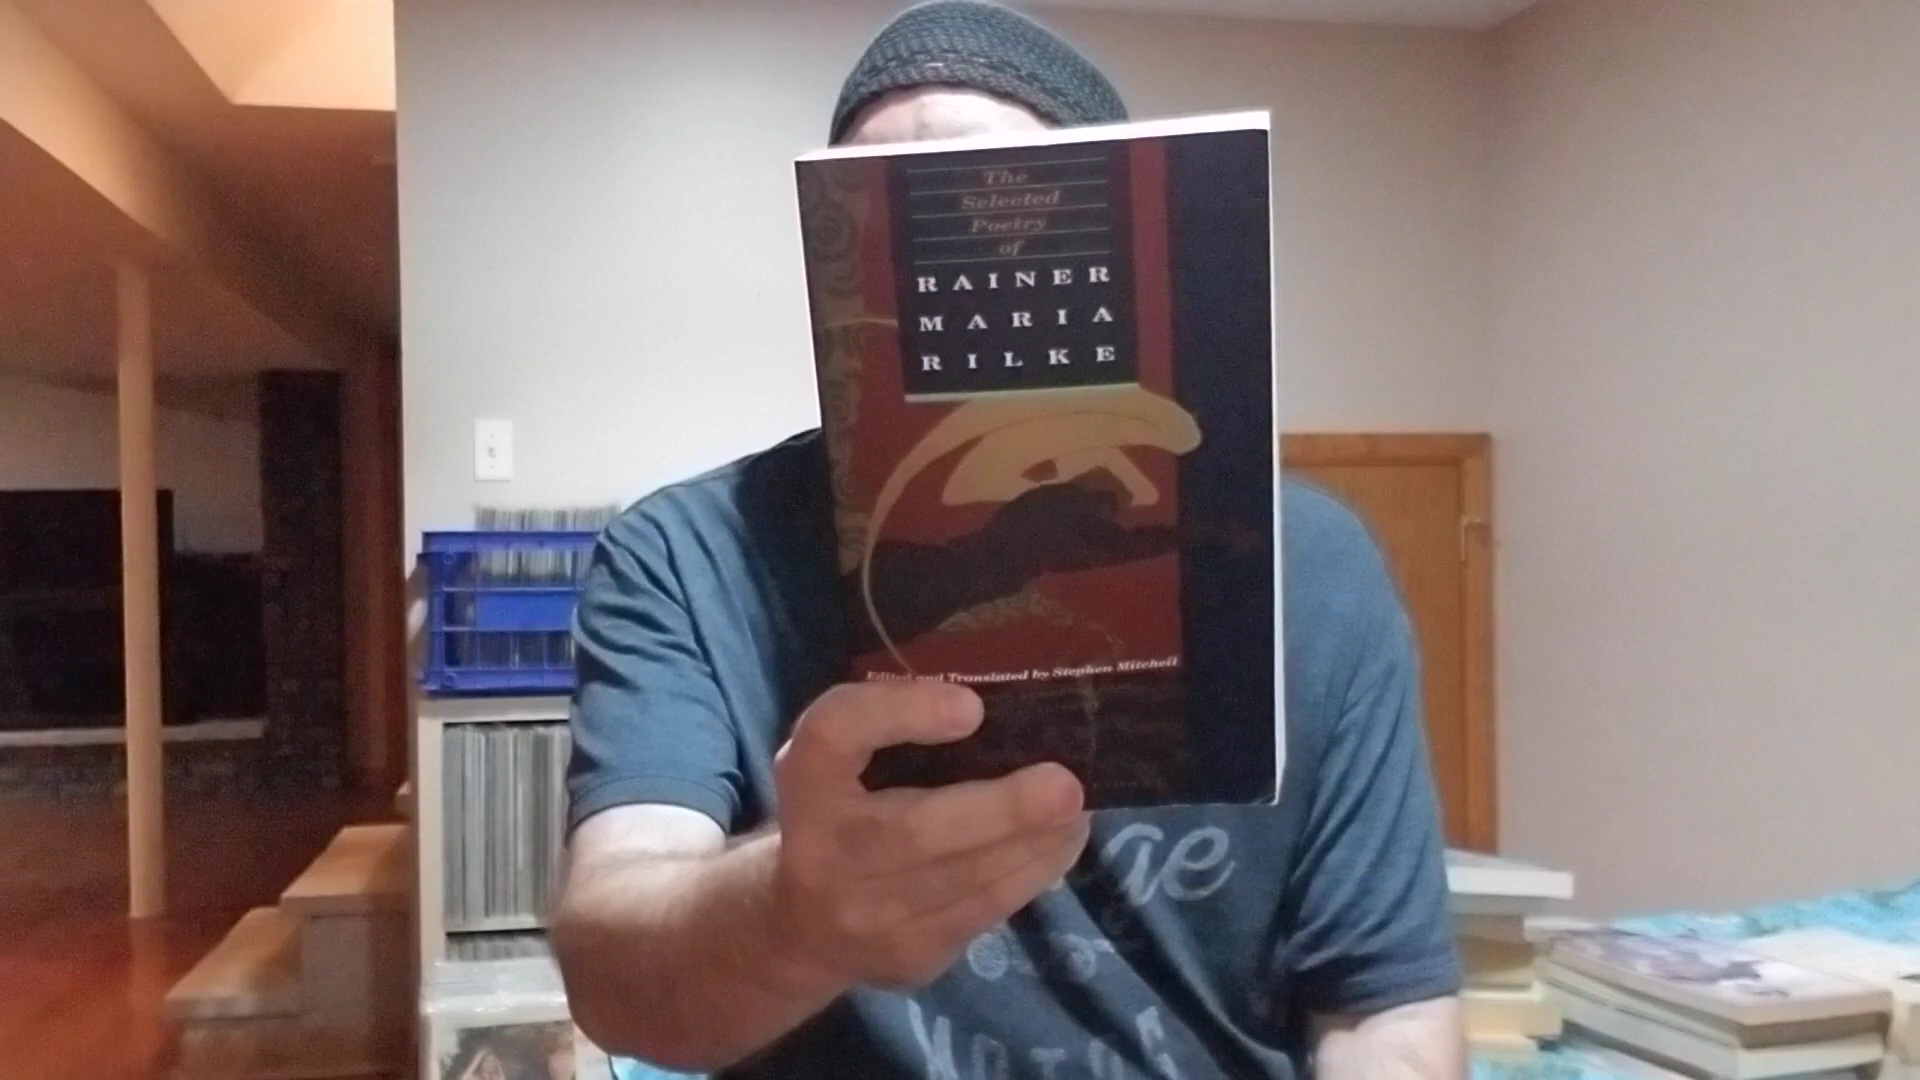 The
Selected
Poetry
of
RAINER
MARIA
RILKE
Edited and Translated by Stephen Mitchell